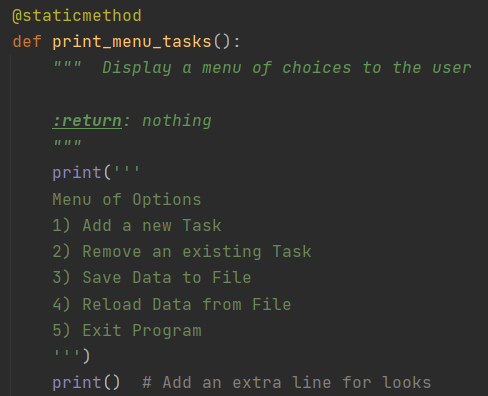 @staticmethod
def print_menu_tasks():
    """  Display a menu of choices to the user

    :return: nothing
    """
    print('''
    Menu of Options
    1) Add a new Task
    2) Remove an existing Task
    3) Save Data to File
    4) Reload Data from File
    5) Exit Program
    ''')
    print()  # Add an extra line for looks